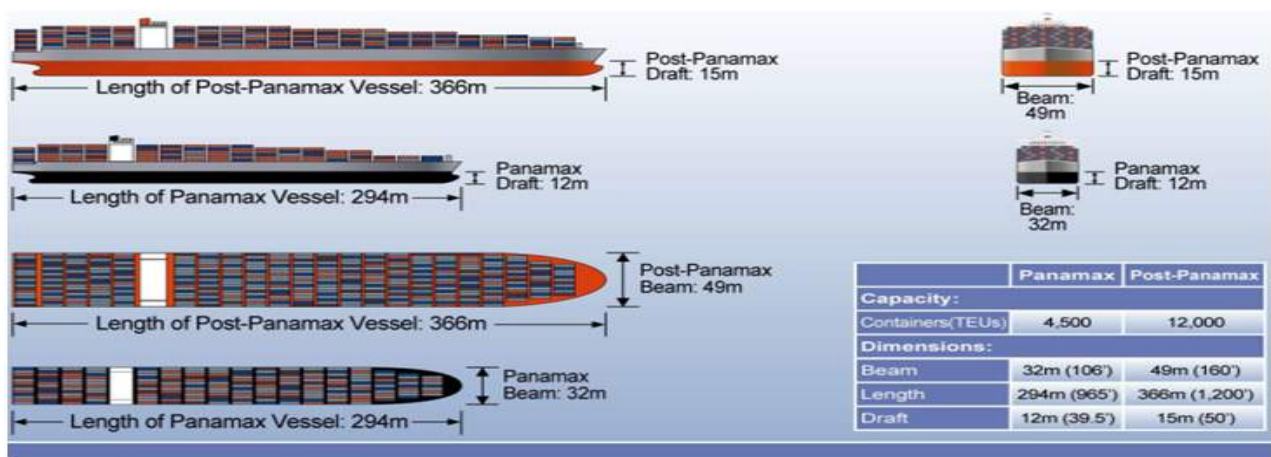 Post-Panamax
Draft: 15m
Length of Post-Panamax Vessel: 366m
Post-Panamax
Draft: 15m
Beam:
49m
Panamax
Draft: 12m
Length of Panamax Vessel: 294m
Panamax
Draft: 12m
Beam:
32m
Post-Panamax
Beam: 49m
Length of Post-Panamax Vessel: 366m
Panamax
Beam: 32m
Length of Panamax Vessel: 294m
Panamax Post-Panamax
Capacity:
Containers(TEUs) 4,500 12,000
Dimensions:
Beam 32m (106') 49m (160')
Length 294m (965') 366m (1,200')
Draft 12m (39.5') 15m (50')